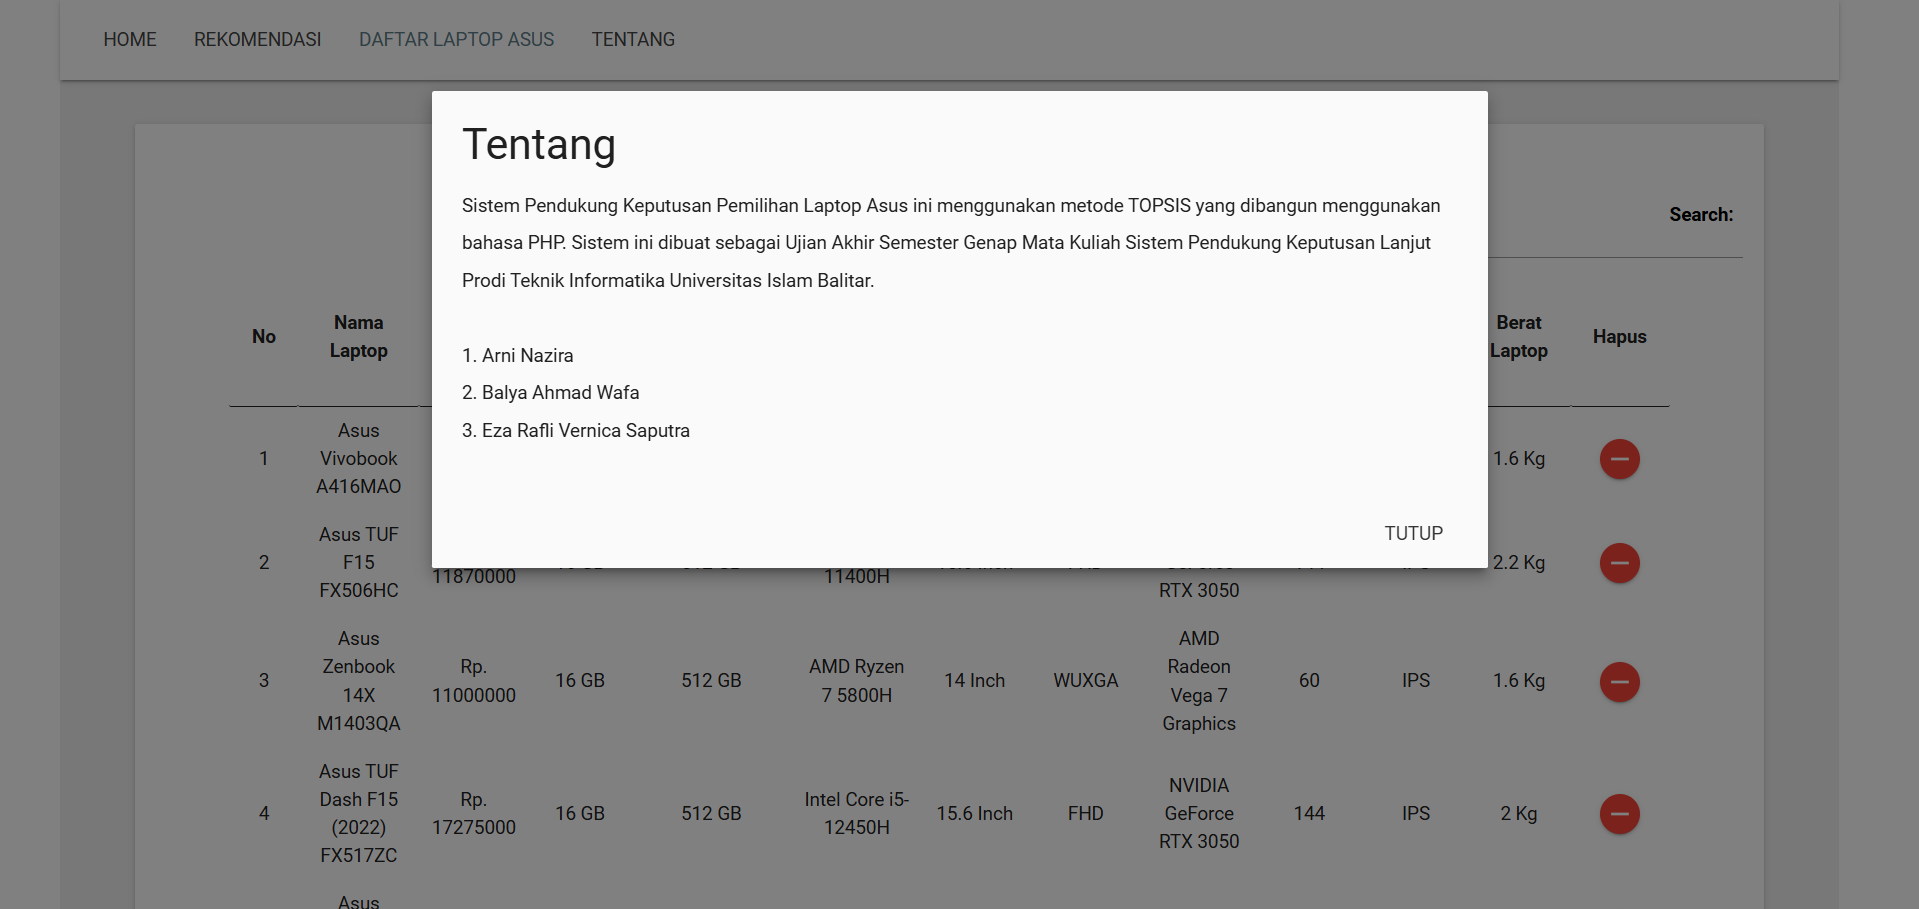 HOME REKOMENDASI DAFTAR LAPTOP ASUS TENTANG
Tentang
Sistem Pendukung Keputusan Pemilihan Laptop Asus ini menggunakan metode TOPSIS yang dibangun menggunakan
bahasa PHP. Sistem ini dibuat sebagai Ujian Akhir Semester Genap Mata Kuliah Sistem Pendukung Keputusan Lanjut
Prodi Teknik Informatika Universitas Islam Balitar.
1. Arni Nazira
2. Balya Ahmad Wafa
3. Eza Rafli Vernica Saputra
TUTUP
Search:
No
Nama
Laptop
Berat
Laptop
Hapus
1
Asus
Vivobook
A416MAO
1.6 Kg
2
Asus TUF
F15
FX506HC
11870000
11400H
RTX 3050
2.2 Kg
3
Asus
Zenbook
14X
M1403QA
Rp.
11000000
16 GB
512 GB
AMD Ryzen
7 5800H
14 Inch
WUXGA
AMD
Radeon
Vega 7
Graphics
60
IPS
1.6 Kg
4
Asus TUF
Dash F15
(2022)
FX517ZC
Rp.
17275000
16 GB
512 GB
Intel Core i5-
12450H
15.6 Inch
FHD
NVIDIA
GeForce
RTX 3050
144
IPS
2 Kg
Asus